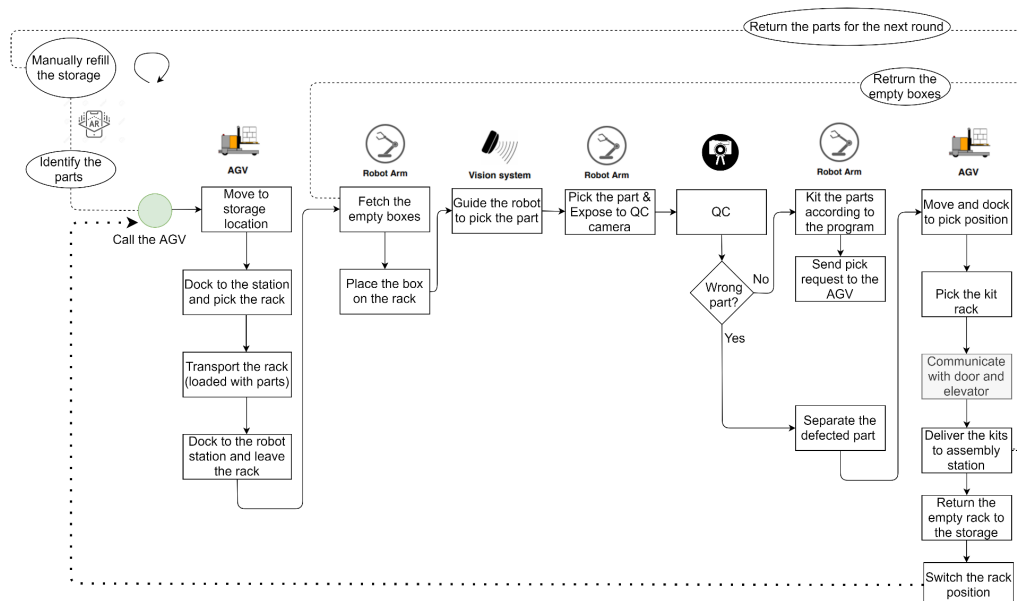 Return the parts for the next round
Manually refill
the storage
Retrurn the
empty boxes
AR
Identify the
parts
Call the AGV
AGV
Move to
storage
location
Dock to the station
and pick the rack
Transport the rack
(loaded with parts)
Dock to the robot
station and leave
the rack
Robot Arm
Fetch the
empty boxes
Place the box
on the rack
Vision system
Guide the robot
to pick the part
Robot Arm
Pick the part &
Expose to QC
camera
QC
Wrong
part?
No
Yes
Robot Arm
Kit the parts
according to
the program
Send pick
request to the
AGV
Separate the
defected part
AGV
Move and dock
to pick position
Pick the kit
rack
Communicate
with door and
elevator
Deliver the kits
to assembly
station
Return the
empty rack to
the storage
Switch the rack
position